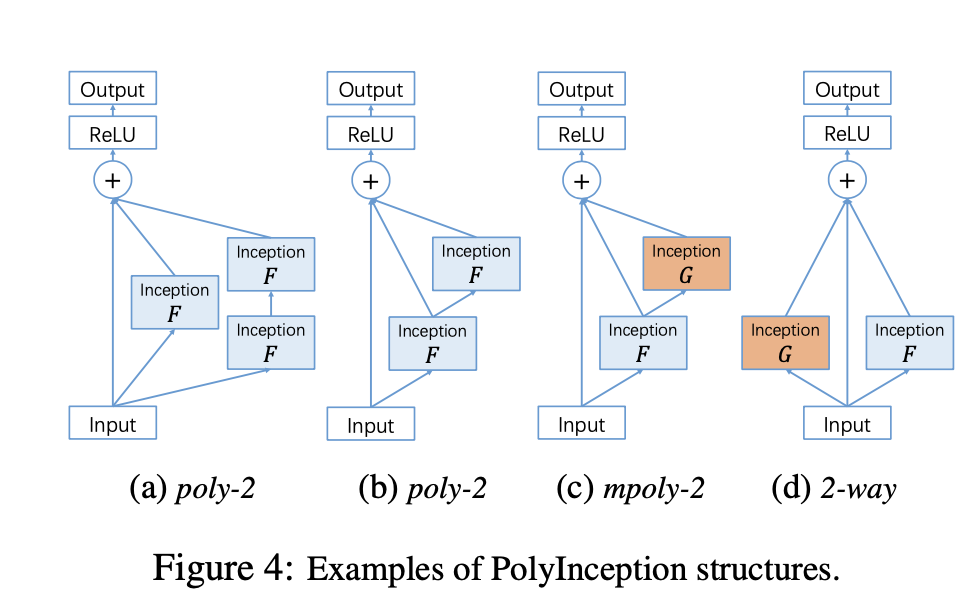 Output
ReLU
+
Inception
F
Inception
F
Inception
F
Input
(a) poly-2
Output
ReLU
+
Inception
F
Inception
F
Input
(b) poly-2
Output
ReLU
+
Inception
G
Inception
F
Input
(c) mpoly-2
Output
ReLU
+
Inception
G
Inception
F
Input
(d) 2-way
Figure 4: Examples of PolyInception structures.